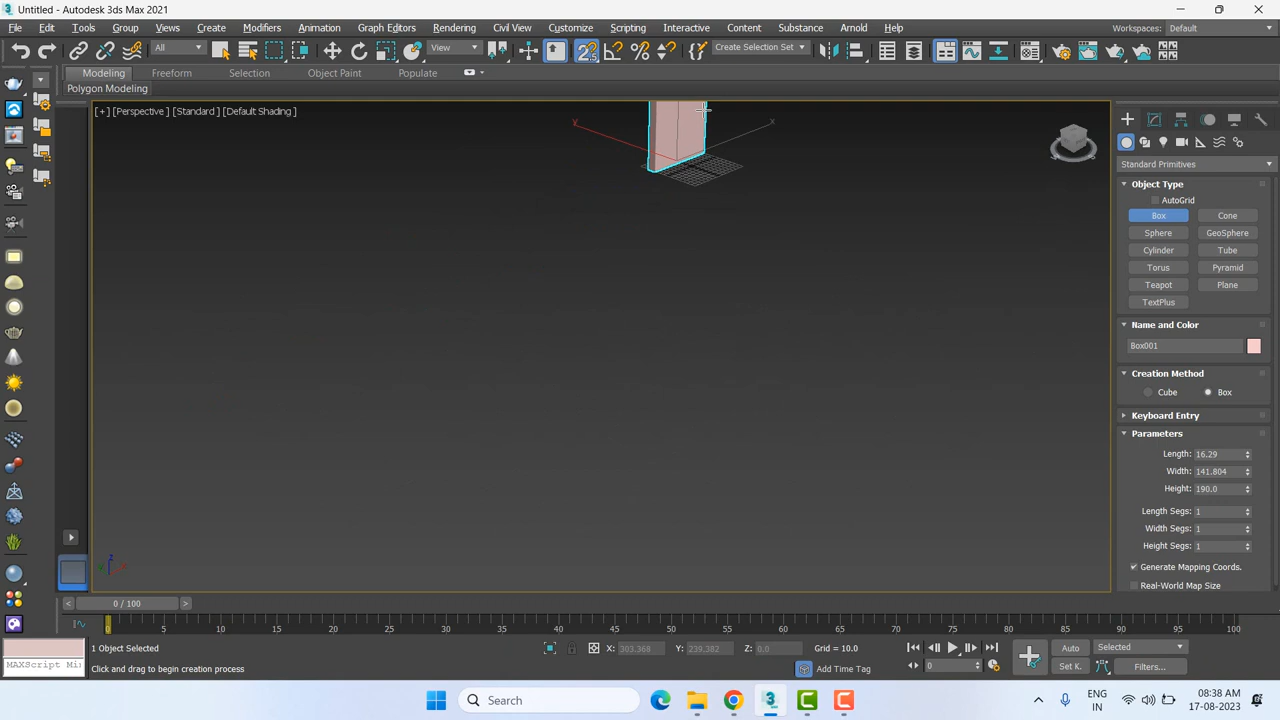 Untitled - Autodesk 3ds Max 2021
File Edit Tools Group Views Create Modifiers Animation Graph Editors Rendering Civil View Customize Scripting Interactive Content Substance Arnold Help
Workspaces: Default
All View Create Selection Set
Modeling Freeform Selection Object Paint Populate
Polygon Modeling
[+] [Perspective ] [Standard ] [Default Shading ]
y x
Standard Primitives
Object Type
AutoGrid
Box Cone
Sphere GeoSphere
Cylinder Tube
Torus Pyramid
Teapot Plane
TextPlus
Name and Color
Box001
Creation Method
Cube Box
Keyboard Entry
Parameters
Length: 16.29
Width: 141.804
Height: 190.0
Length Segs: 1
Width Segs: 1
Height Segs: 1
Generate Mapping Coords.
Real-World Map Size
< 0 / 100 >
0 5 10 15 20 25 30 35 40 45 50 55 60 65 70 75 80 85 90 95 100
1 Object Selected
X: 303.368 Y: 239.382 Z: 0.0 Grid = 10.0
Auto Selected
MAXScript Mi
Click and drag to begin creation process
Add Time Tag
0
Set K. Filters...
Search
ENG
IN
08:38 AM
17-08-2023